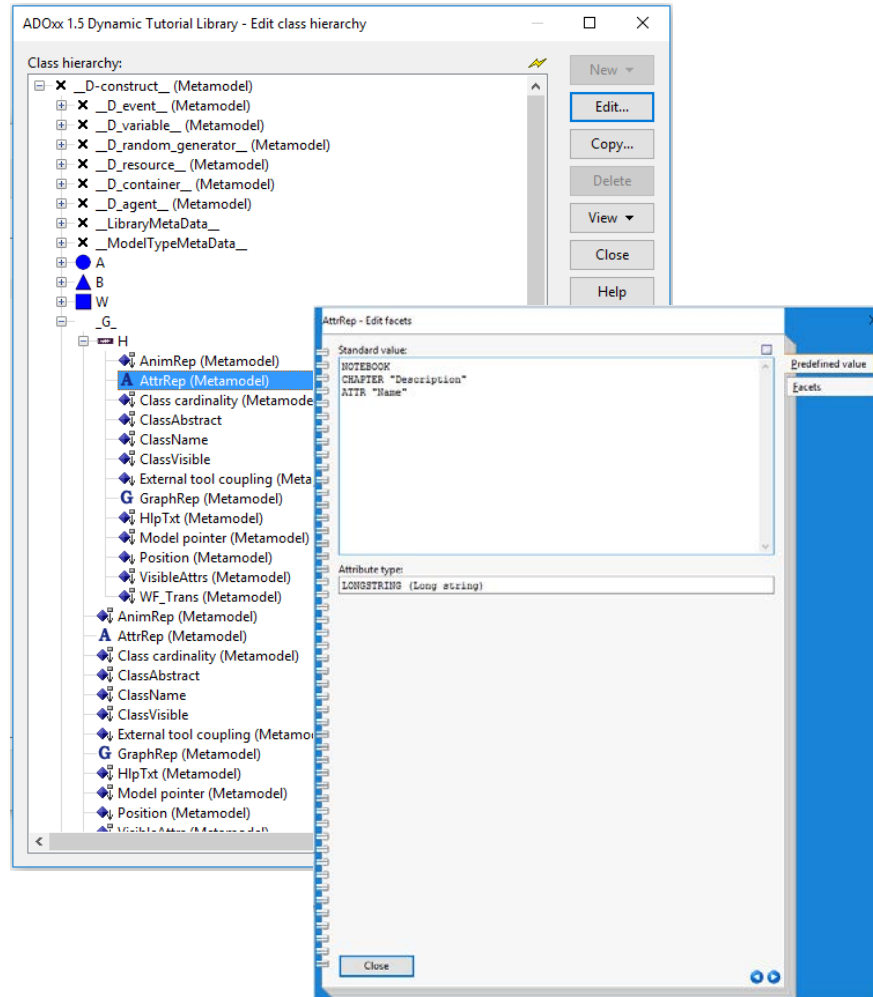 ADOxx 1.5 Dynamic Tutorial Library - Edit class hierarchy
Class hierarchy:
__D-construct__ (Metamodel)
__D_event__ (Metamodel)
__D_variable__ (Metamodel)
__D_random_generator__ (Metamodel)
__D_resource__ (Metamodel)
__D_container__ (Metamodel)
__D_agent__ (Metamodel)
__LibraryMetaData__
__ModelTypeMetaData__
A
B
W
_G_
H
AnimRep (Metamodel)
A AttrRep (Metamodel)
Class cardinality (Metamode
ClassAbstract
ClassName
ClassVisible
External tool coupling (Meta
G GraphRep (Metamodel)
HlpTxt (Metamodel)
Model pointer (Metamodel)
Position (Metamodel)
VisibleAttrs (Metamodel)
WF_Trans (Metamodel)
AnimRep (Metamodel)
A AttrRep (Metamodel)
Class cardinality (Metamodel)
ClassAbstract
ClassName
ClassVisible
External tool coupling (Metamo
G GraphRep (Metamodel)
HlpTxt (Metamodel)
Model pointer (Metamodel)
Position (Metamodel)
New
Edit...
Copy...
Delete
View
Close
Help
AttrRep - Edit facets
Standard value:
NOTEBOOK
CHAPTER "Description"
ATTR "Name"
Attribute type:
LONGSTRING (Long string)
Close
Predefined value
Facets